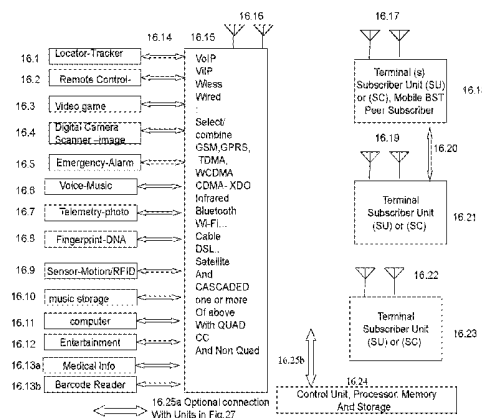 16.14
16.15
16.16
16.1
Locator-Tracker
16.2
Remote Control-
16.3
Video game
16.4
Digital Camera
Scanner –Image
16.5
Emergency-Alarm
16.6
Voice-Music
16.7
Telemetry-photo
16.8
Fingerprint-DNA
16.9
Sensor-Motion/RFID
16.10
music storage
16.11
computer
16.12
Entertainment
16.13a
Medical Info
16.13b
Barcode Reader
VoIP
ViIP
Wless
Wired
.
Select/
combine
GSM,GPRS,
TDMA,
WCDMA
CDMA- XDO
Infrared
Bluetooth
Wi-Fi,..
Cable
DSL..
Satellite
And
CASCADED
one or more
Of above
With QUAD
CC
And Non Quad
16.25a Optional connection
With Units in Fig.27
16.17
Terminal (s)
Subscriber Unit (SU)
or (SC), Mobile BST
Peer Subscriber
16.19
16.20
Terminal
Subscriber Unit
(SU) or (SC)
16.21
16.22
Terminal
Subscriber Unit
(SU) or (SC)
16.23
16.25b
16.24
Control Unit, Processor, Memory
And Storage